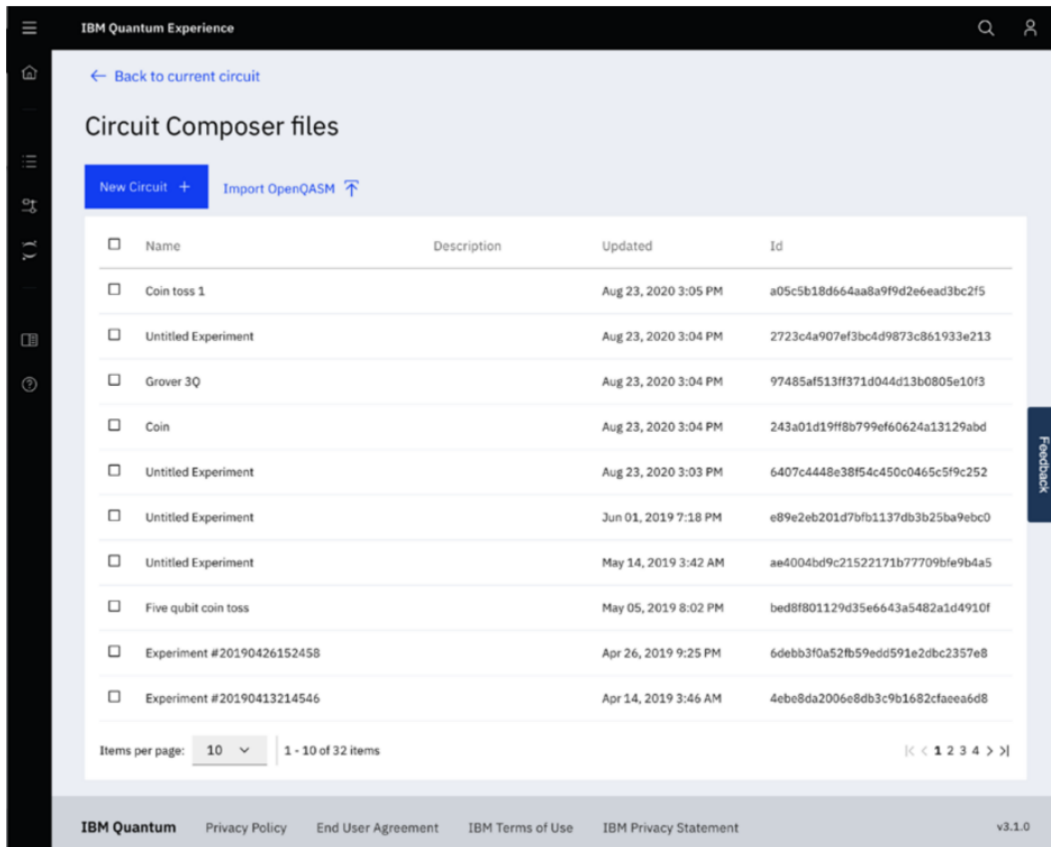 IBM Quantum Experience
Back to current circuit
Circuit Composer files
New Circuit +
Import OpenQASM
Name Description Updated Id
Coin toss 1 Aug 23, 2020 3:05 PM a05c5b18d664aa8a9f9d2e6ead3bc2f5
Untitled Experiment Aug 23, 2020 3:04 PM 2723c4a907ef3bc4d9873c861933e213
Grover 3Q Aug 23, 2020 3:04 PM 97485af513ff371d044d13b0805e10f3
Coin Aug 23, 2020 3:04 PM 243a01d19ff8b799ef60624a13129abd
Untitled Experiment Aug 23, 2020 3:03 PM 6407c4448e38f54c450c0465c5f9c252
Untitled Experiment Jun 01, 2019 7:18 PM e89e2eb201d7bfb1137db3b25ba9ebc0
Untitled Experiment May 14, 2019 3:42 AM ae4004bd9c21522171b77709bfe9b4a5
Five qubit coin toss May 05, 2019 8:02 PM bed8f801129d35e6643a5482a1d4910f
Experiment #20190426152458 Apr 26, 2019 9:25 PM 6debb3f0a52fb59edd591e2dbc2357e8
Experiment #20190413214546 Apr 14, 2019 3:46 AM 4ebe8da2006e8db3c9b1682cfaeea6d8
Items per page: 10 1 - 10 of 32 items 1 2 3 4
Feedback
IBM Quantum Privacy Policy End User Agreement IBM Terms of Use IBM Privacy Statement v3.1.0